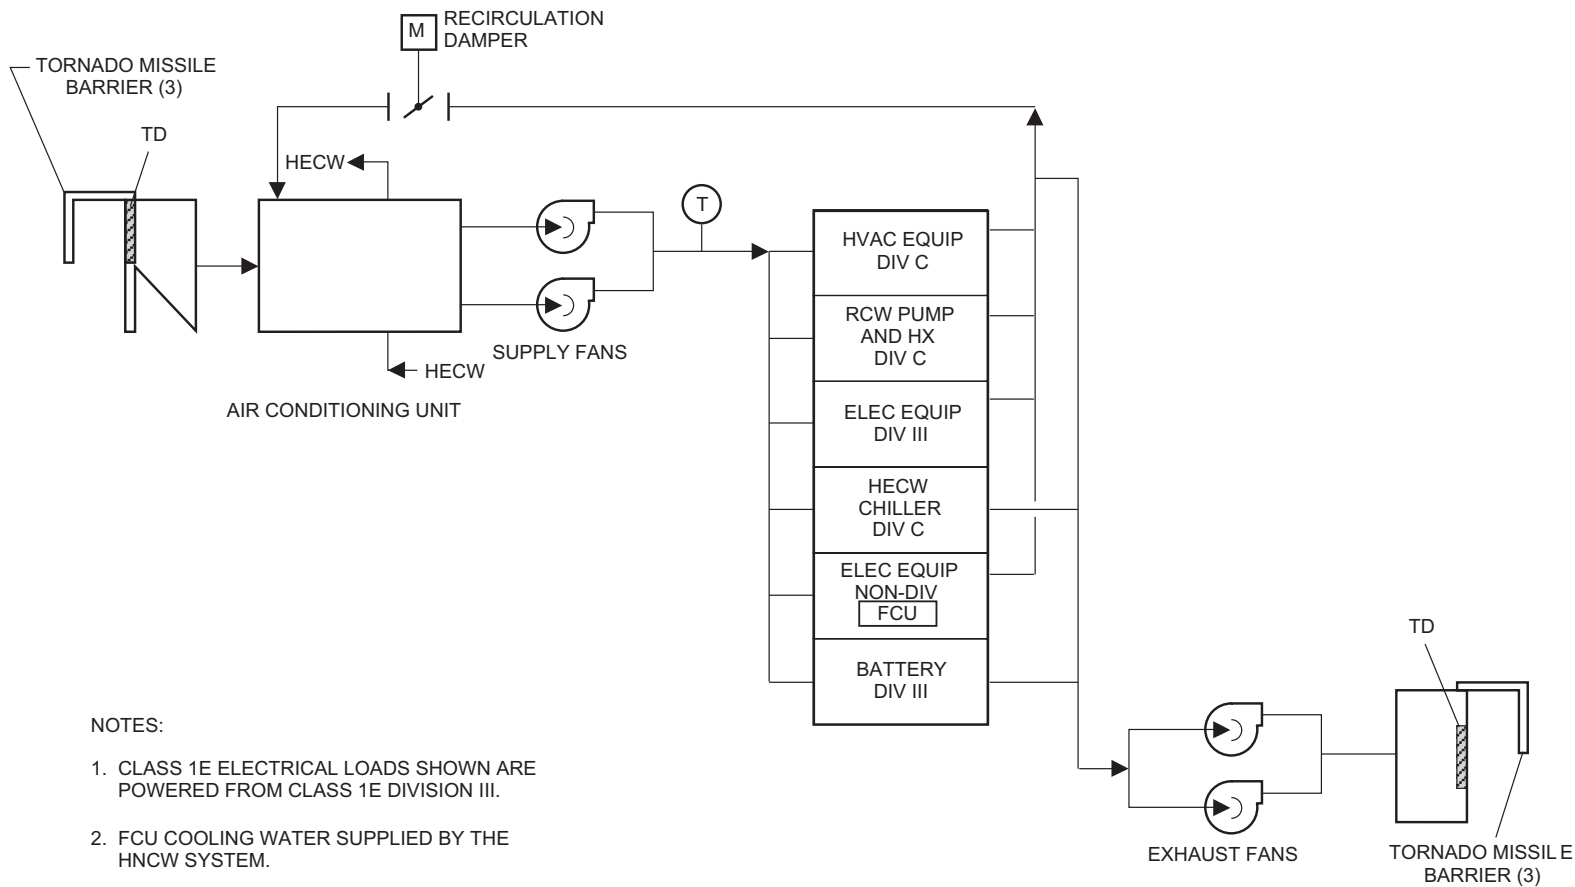 M
RECIRCULATION
DAMPER
TORNADO MISSILE
BARRIER (3)
TD
HECW
T
SUPPLY FANS
HECW
AIR CONDITIONING UNIT
HVAC EQUIP
DIV C
RCW PUMP
AND HX
DIV C
ELEC EQUIP
DIV III
HECW
CHILLER
DIV C
ELEC EQUIP
NON-DIV
FCU
BATTERY
DIV III
TD
EXHAUST FANS
TORNADO MISSILE
BARRIER (3)
NOTES:
1. CLASS 1E ELECTRICAL LOADS SHOWN ARE
POWERED FROM CLASS 1E DIVISION III.
2. FCU COOLING WATER SUPPLIED BY THE
HNCW SYSTEM.